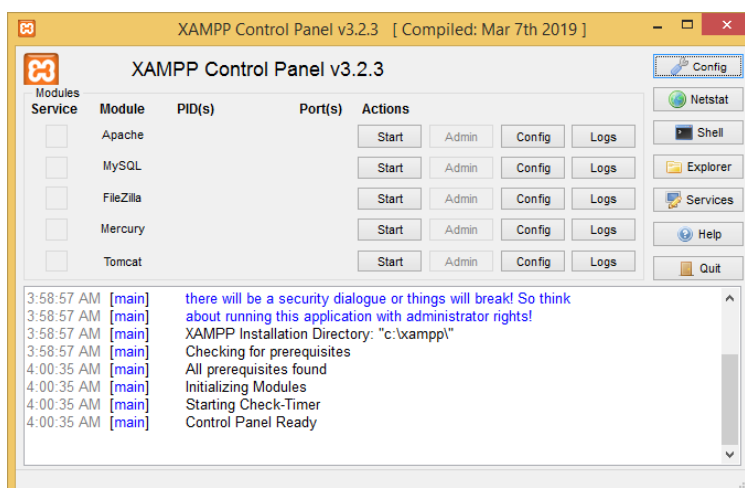 XAMPP Control Panel v3.2.3 [ Compiled: Mar 7th 2019 ]
XAMPP Control Panel v3.2.3
Config
Modules
Service Module PID(s) Port(s) Actions
Netstat
Apache Start Admin Config Logs
Shell
MySQL Start Admin Config Logs
Explorer
FileZilla Start Admin Config Logs
Services
Mercury Start Admin Config Logs
Help
Tomcat Start Admin Config Logs
Quit
3:58:57 AM [main] there will be a security dialogue or things will break! So think
3:58:57 AM [main] about running this application with administrator rights!
3:58:57 AM [main] XAMPP Installation Directory: "c:\xampp\"
3:58:57 AM [main] Checking for prerequisites
4:00:35 AM [main] All prerequisites found
4:00:35 AM [main] Initializing Modules
4:00:35 AM [main] Starting Check-Timer
4:00:35 AM [main] Control Panel Ready